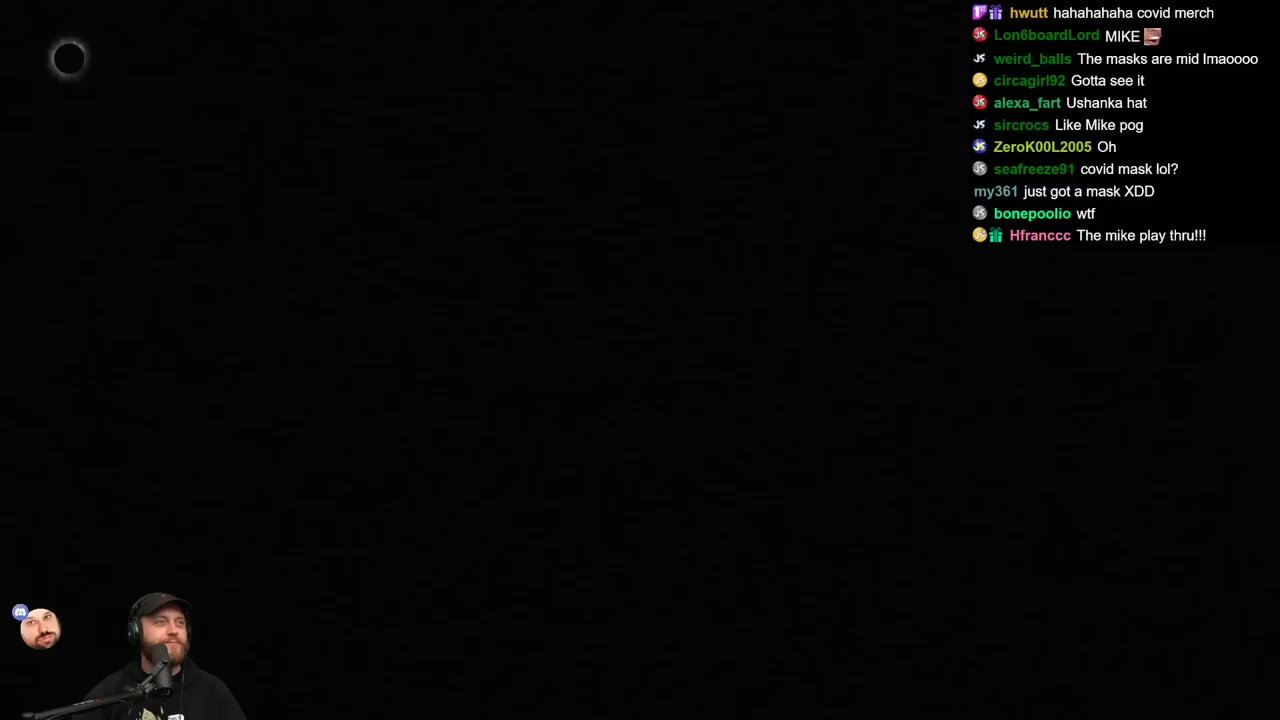 hwutt hahahahaha covid merch
Lon6boardLord MIKE
weird_balls The masks are mid lmaoooo
circagirl92 Gotta see it
alexa_fart Ushanka hat
sircrocs Like Mike pog
ZeroK00L2005 Oh
seafreeze91 covid mask lol?
my361 just got a mask XDD
bonepoolio wtf
Hfranccc The mike play thru!!!